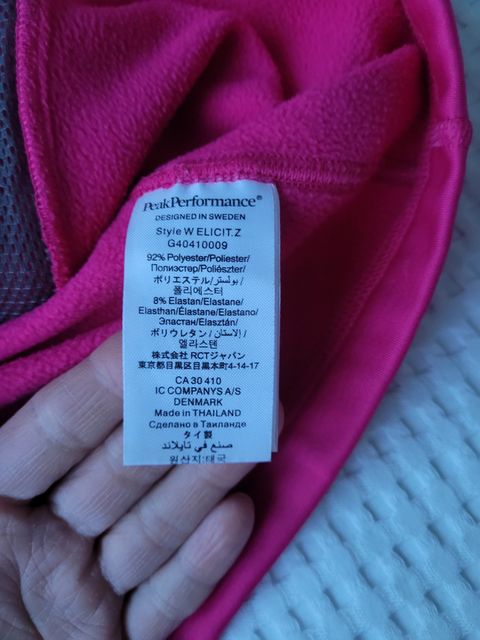 PeakPerformance®
DESIGNED IN SWEDEN
Style W ELICIT.Z
G40410009
92% Polyester/Poliester/
Полиэстер/Poliészter/
ポリエステル/بوليستر/
폴리에스터
8% Elastan/Elastane/
Elasthan/Elastane/Elastano/
Эластан/Elasztán/
ポリウレタン/إلاستان/
엘라스텐
株式会社 RCTジャパン
東京都目黒区目黒本町4-14-17
CA 30 410
IC COMPANYS A/S
DENMARK
Made in THAILAND
Сделано в Таиланде
タイ製
صنع في تايلاند
원산지:태국